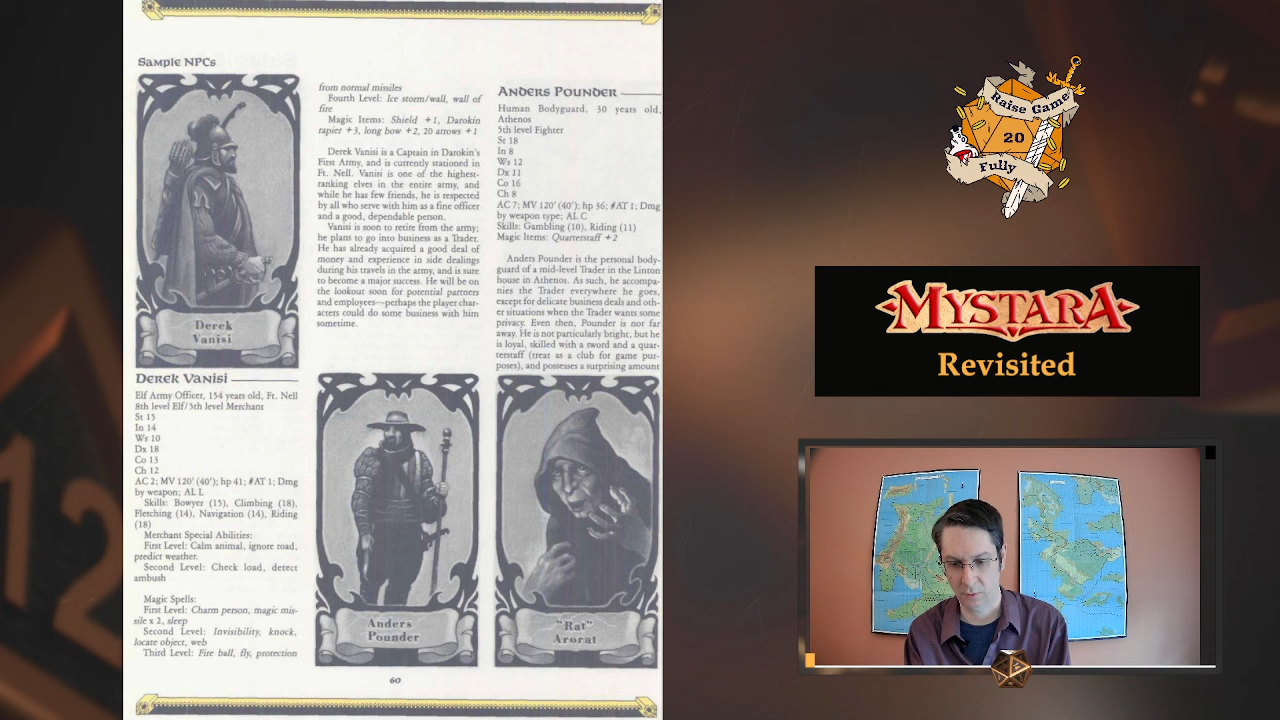 Sample NPCs
Derek
Vanisi
Derek Vanisi
Elf Army Officer, 154 years old, Ft. Nell
8th level Elf/5th level Merchant
St 15
In 14
Ws 10
Dx 18
Co 13
Ch 12
AC 2; MV 120' (40'); hp 41; #AT 1; Dmg
by weapon; AL L
Skills: Bowyer (15), Climbing (18),
Fletching (14), Navigation (14), Riding
(18)
Merchant Special Abilities:
First Level: Calm animal, ignore road,
predict weather.
Second Level: Check load, detect
ambush
Magic Spells:
First Level: Charm person, magic mis-
sile x 2, sleep
Second Level: Invisibility, knock,
locate object, web
Third Level: Fire ball, fly, protection
from normal missiles
Fourth Level: Ice storm/wall, wall of
fire
Magic Items: Shield +1, Darokin
rapier +3, long bow +2, 20 arrows +1
Derek Vanisi is a Captain in Darokin's
First Army, and is currently stationed in
Ft. Nell. Vanisi is one of the highest-
ranking elves in the entire army, and
while he has few friends, he is respected
by all who serve with him as a fine officer
and a good, dependable person.
Vanisi is soon to retire from the army;
he plans to go into business as a Trader.
He has already acquired a good deal of
money and experience in side dealings
during his travels in the army, and is sure
to become a major success. He will be on
the lookout soon for potential partners
and employees—perhaps the player char-
acters could do some business with him
sometime.
Anders
Pounder
Anders Pounder
Human Bodyguard, 30 years old,
Athenos
5th level Fighter
St 18
In 8
Ws 12
Dx 11
Co 16
Ch 8
AC 7; MV 120' (40'); hp 36; #AT 1; Dmg
by weapon type; AL C
Skills: Gambling (10), Riding (11)
Magic Items: Quarterstaff +2
Anders Pounder is the personal body-
guard of a mid-level Trader in the Linton
house in Athenos. As such, he accompa-
nies the Trader everywhere he goes,
except for delicate business deals and oth-
er situations when the Trader wants some
privacy. Even then, Pounder is not far
away. He is not particularly bright, but he
is loyal, skilled with a sword and a quar-
terstaff (treat as a club for game pur-
poses), and possesses a surprising amount
"Rat"
Arorat
60
Raise Game
20
Fully
MYSTARA
Revisited
12